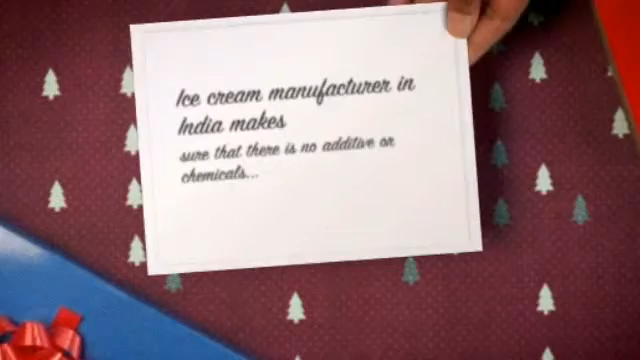 Ice cream manufacturer in
India makes
sure that there is no additive or
chemicals...